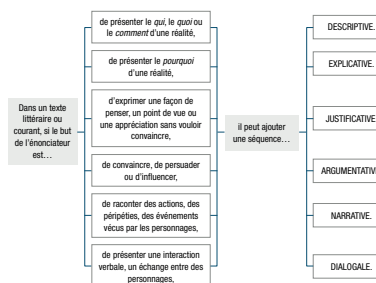 de présenter le qui, le quoi ou
le comment d'une réalité,
DESCRIPTIVE.
de présenter le pourquoi
d'une réalité,
EXPLICATIVE.
Dans un texte
littéraire ou
courant, si le but
de l'énonciateur
est…
d'exprimer une façon de
penser, un point de vue ou
une appréciation sans vouloir
convaincre,
il peut ajouter
une séquence…
JUSTIFICATIVE.
de convaincre, de persuader
ou d'influencer,
ARGUMENTATIVE
de raconter des actions, des
péripéties, des événements
vécus par les personnages,
NARRATIVE.
de présenter une interaction
verbale, un échange entre des
personnages,
DIALOGALE.